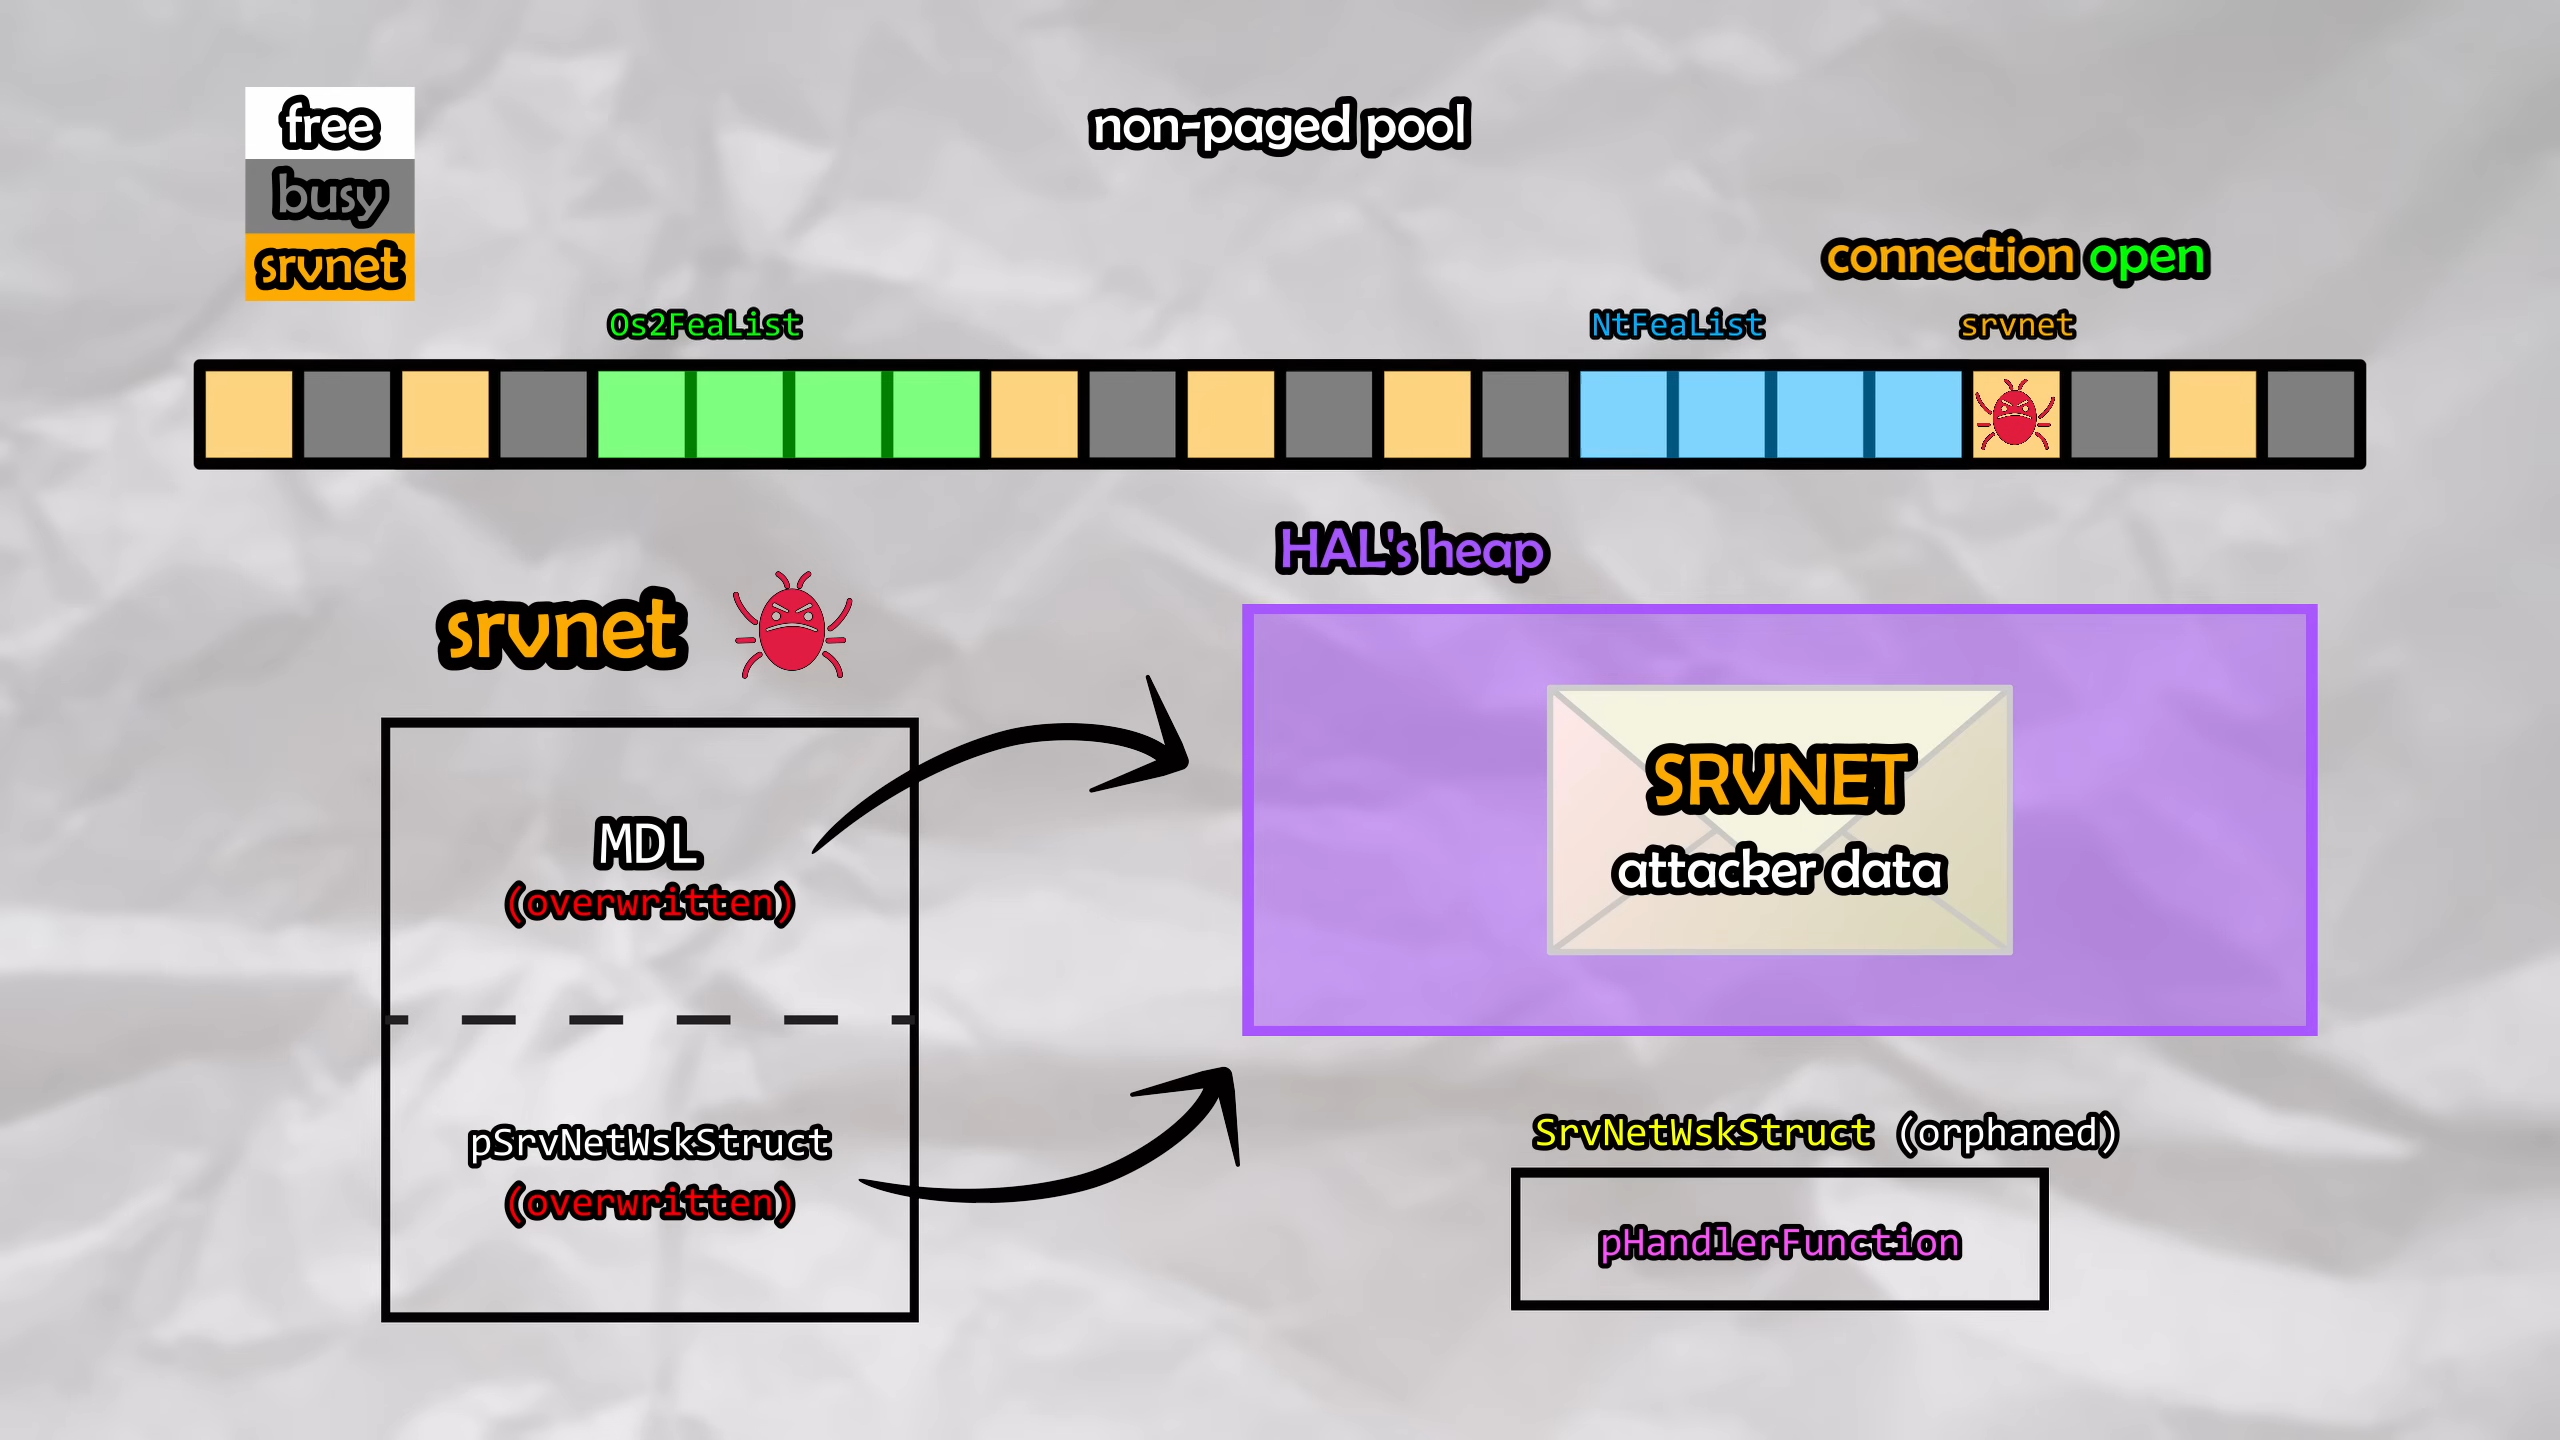 free
busy
srvnet
non-paged pool
connection open
Os2FeaList
NtFeaList
srvnet
HAL's heap
srvnet
SRVNET
attacker data
MDL
(overwritten)
pSrvNetWskStruct
(overwritten)
SrvNetWskStruct (orphaned)
pHandlerFunction